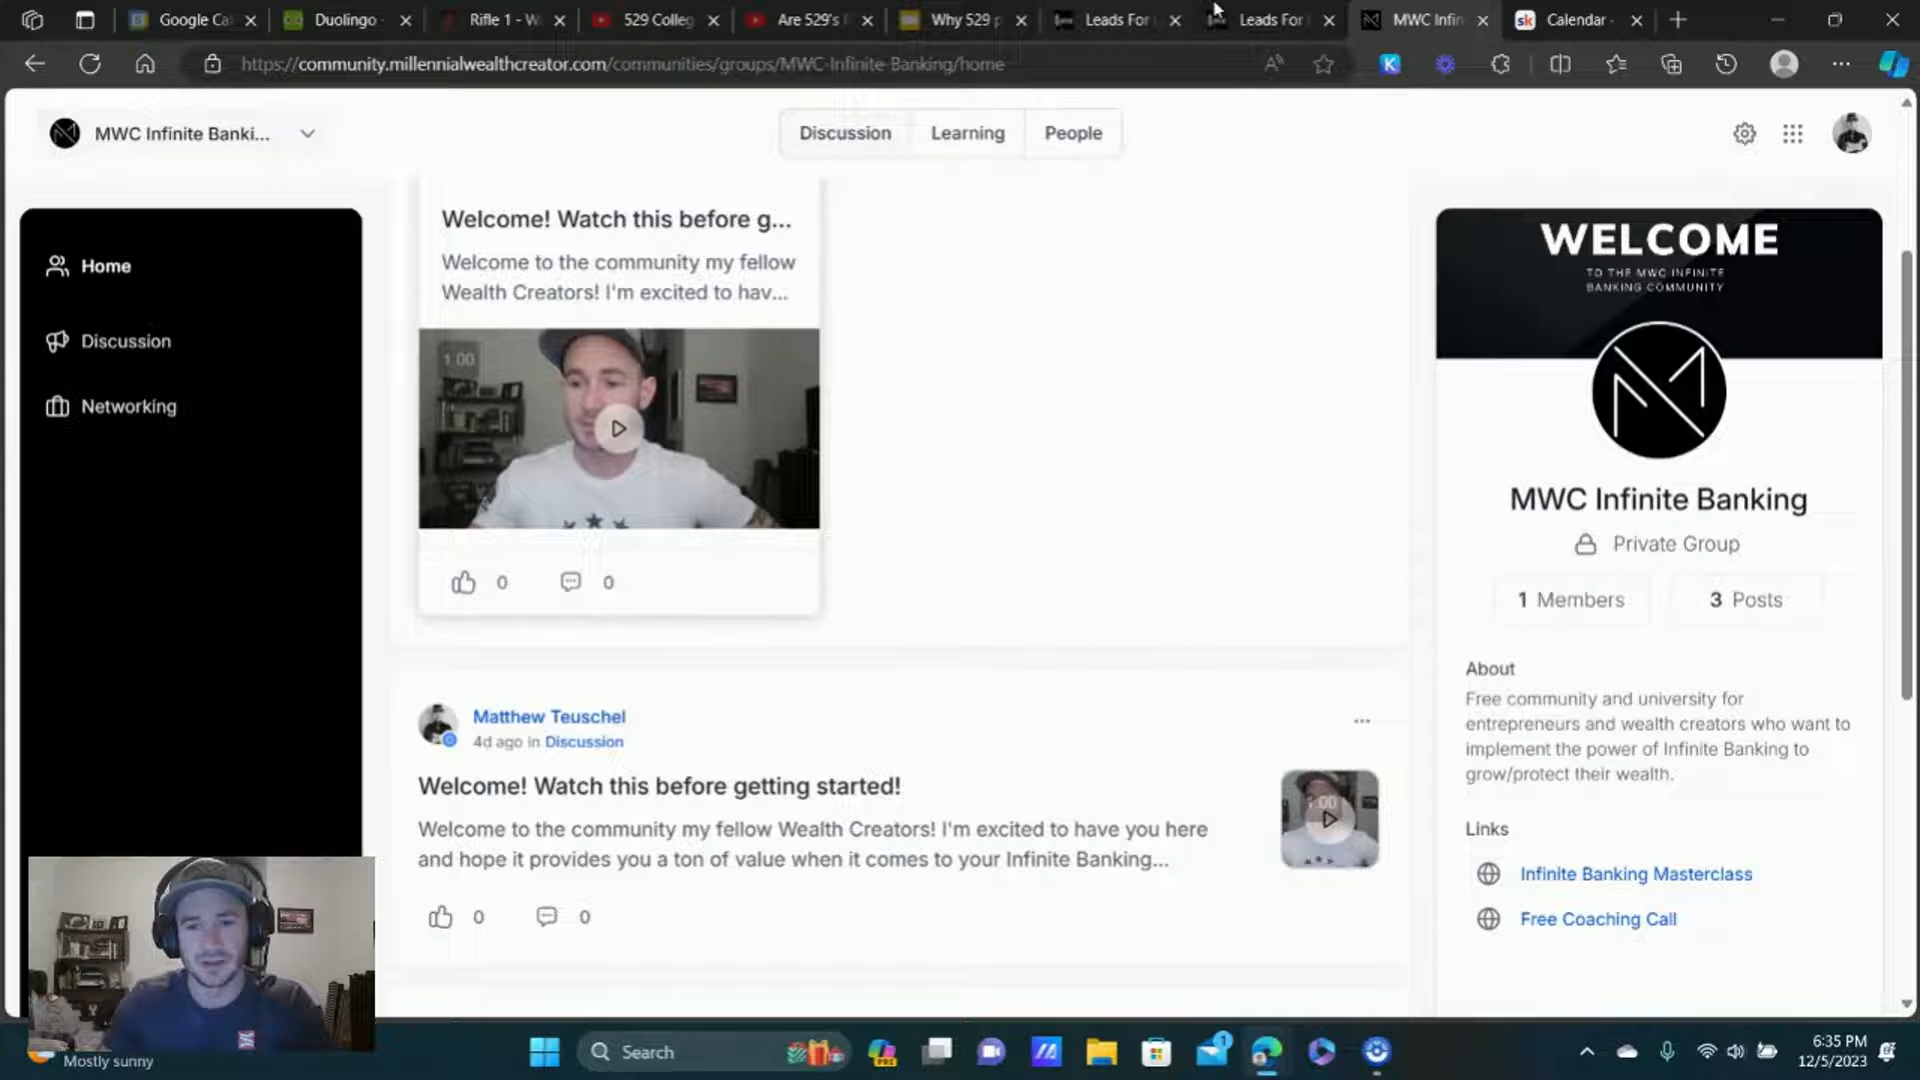 Google Ca
Duolingo
Rifle 1 - W
529 Colleg
Are 529's
Why 529 p
Leads For
Leads For
MWC Infin
Calendar -
https://community.millennialwealthcreator.com/communities/groups/MWC-Infinite-Banking/home
MWC Infinite Banki...
Discussion
Learning
People
Home
Discussion
Networking
Welcome! Watch this before g...
Welcome to the community my fellow
Wealth Creators! I'm excited to hav...
1:00
0
0
Matthew Teuschel
4d ago in Discussion
Welcome! Watch this before getting started!
Welcome to the community my fellow Wealth Creators! I'm excited to have you here
and hope it provides you a ton of value when it comes to your Infinite Banking...
1:00
0
0
WELCOME
TO THE MWC INFINITE
BANKING COMMUNITY
MWC Infinite Banking
Private Group
1 Members
3 Posts
About
Free community and university for
entrepreneurs and wealth creators who want to
implement the power of Infinite Banking to
grow/protect their wealth.
Links
Infinite Banking Masterclass
Free Coaching Call
Mostly sunny
Search
PRE
1
6:35 PM
12/5/2023